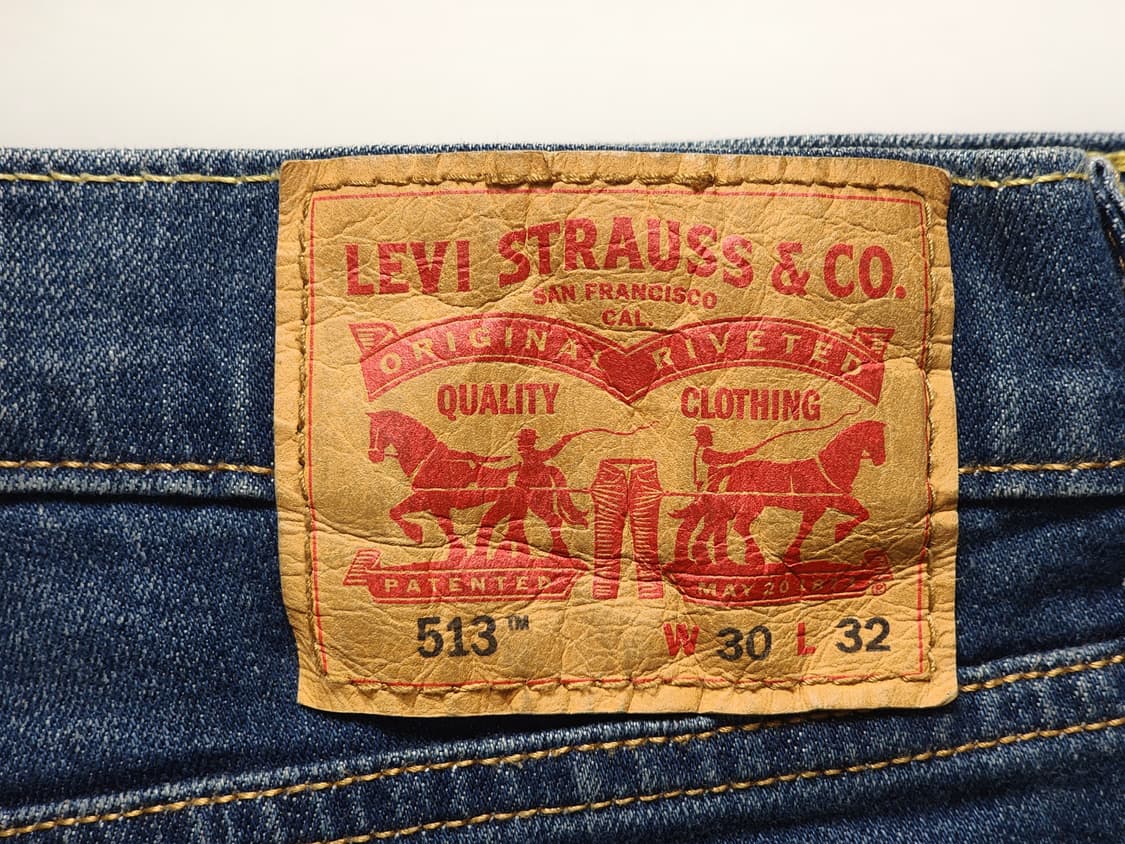 LEVI STRAUSS & CO.
SAN FRANCISCO
CAL.
ORIGINAL RIVETED
QUALITY CLOTHING
PATENTED MAY 20 1873 ®
513™ W 30 L 32